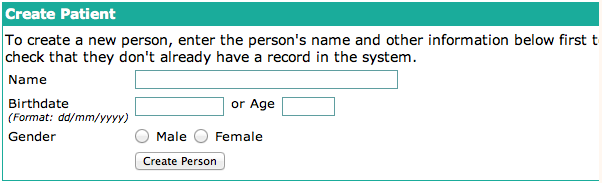 Create Patient
To create a new person, enter the person's name and other information below first t
check that they don't already have a record in the system.
Name
Birthdate or Age
(Format: dd/mm/yyyy)
Gender Male Female
Create Person